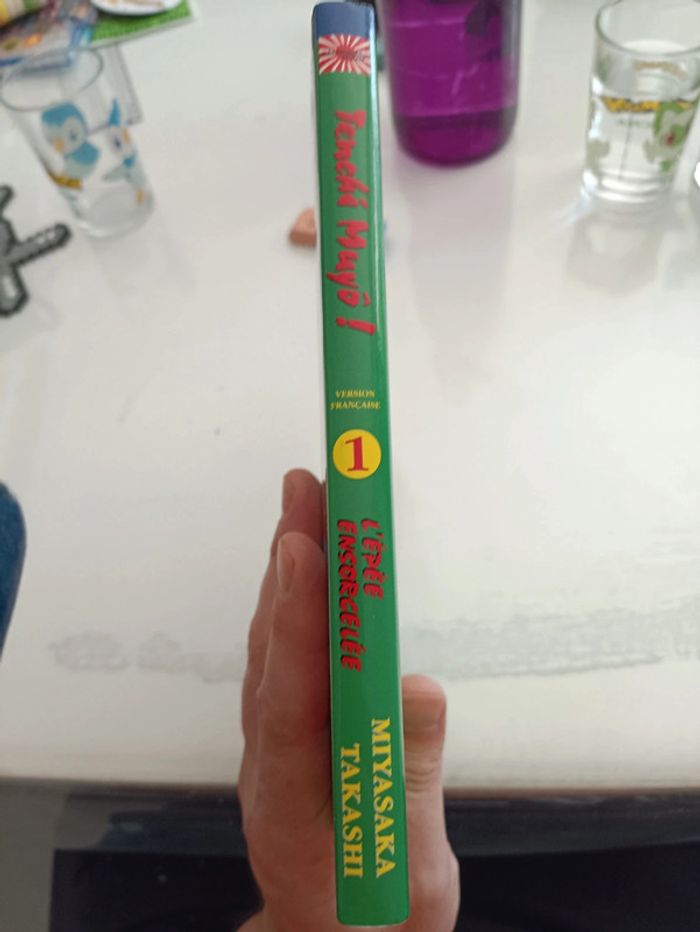 Tenchi Muyô !
VERSION
FRANÇAISE
1
L'ÉPÉE
ENSORCELÉE
MIYASAKA
TAKASHI